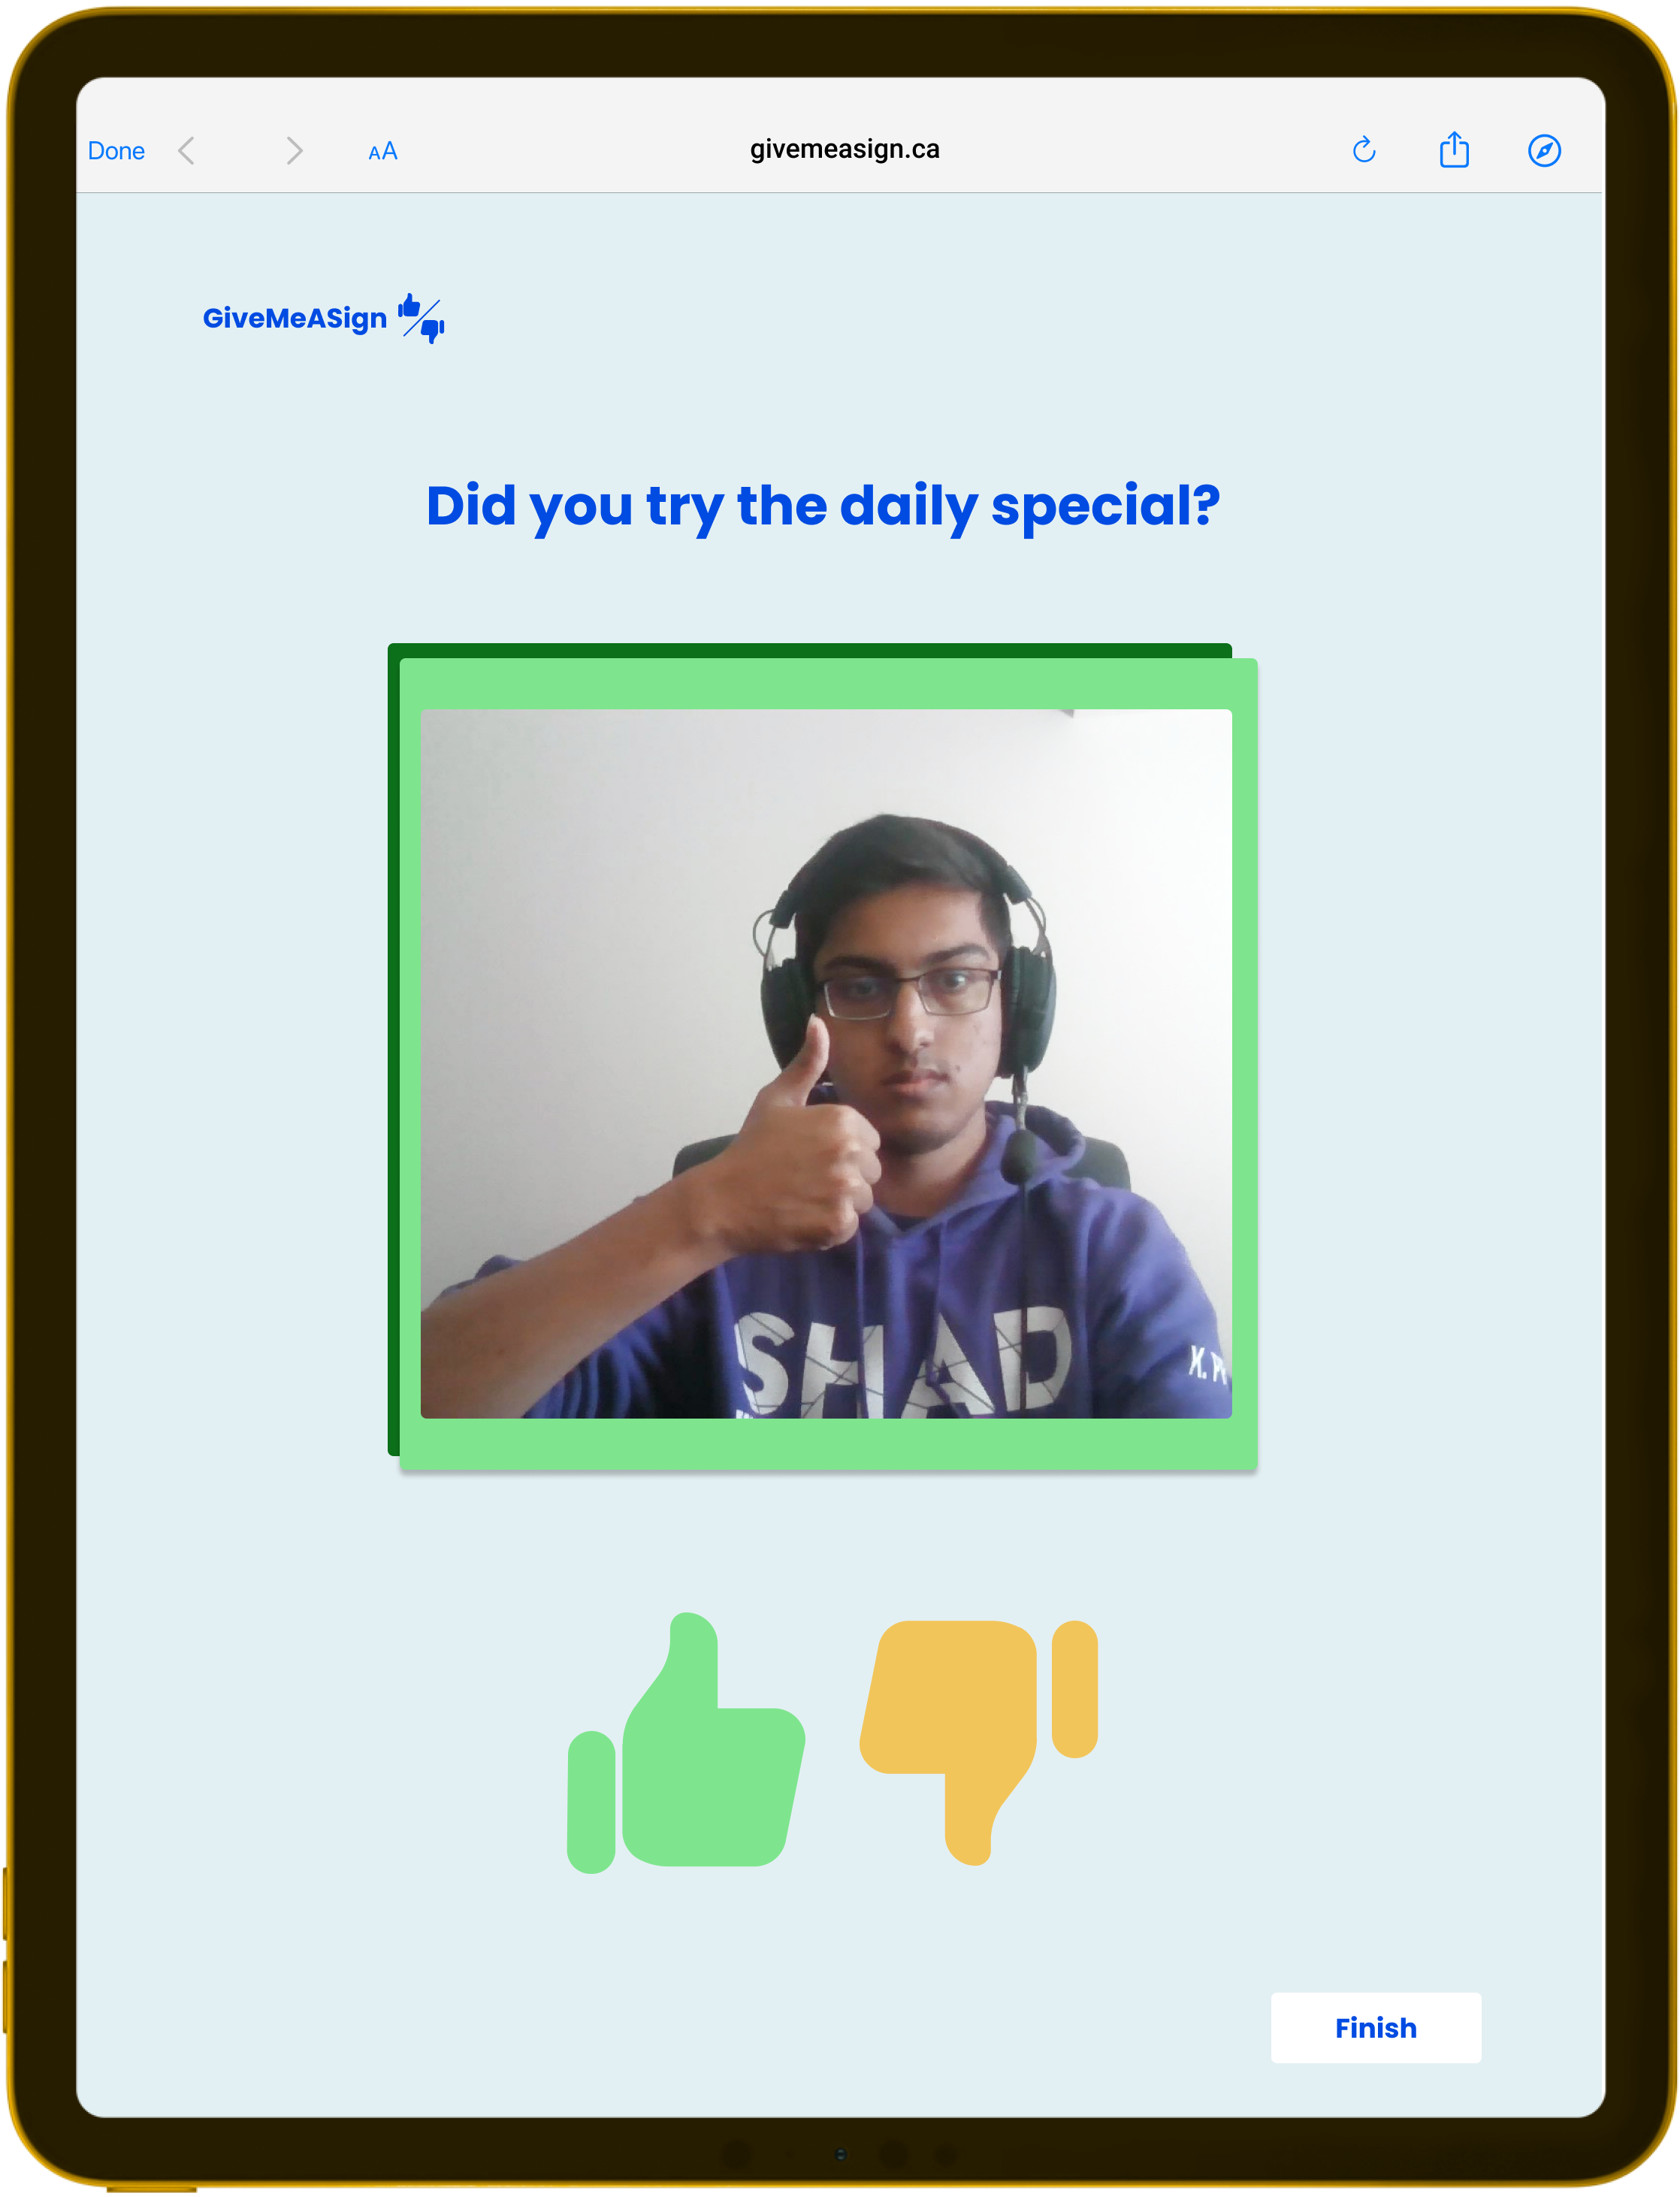 Done
AA
givemeasign.ca
GiveMeASign
Did you try the daily special?
SHAD
Finish